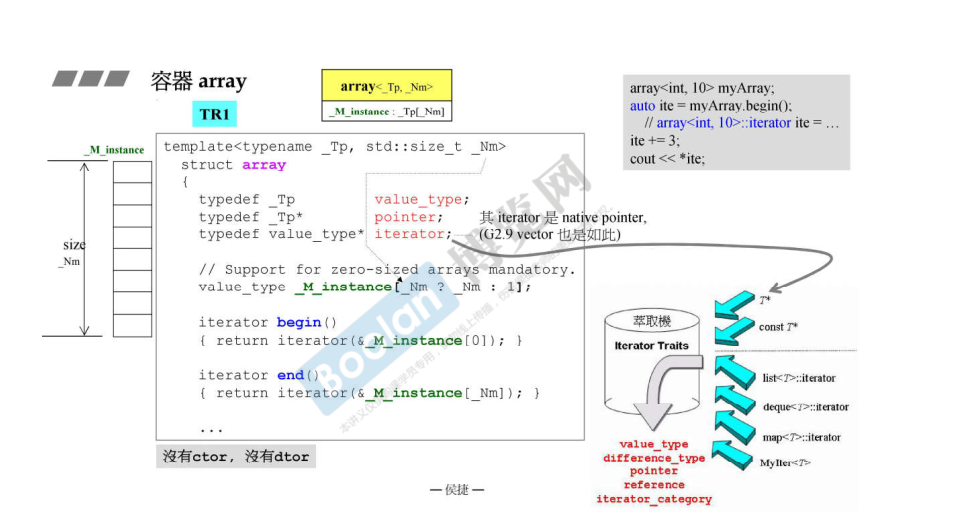 容器 array
TR1
array<_Tp, _Nm>
_M_instance : _Tp[_Nm]
array<int, 10> myArray;
auto ite = myArray.begin();
// array<int, 10>::iterator ite = …
ite += 3;
cout << *ite;
_M_instance
size
_Nm
template<typename _Tp, std::size_t _Nm>
struct array
{
typedef _Tp value_type;
typedef _Tp* pointer;
typedef value_type* iterator;
其 iterator 是 native pointer,
(G2.9 vector 也是如此)
// Support for zero-sized arrays mandatory.
value_type _M_instance[_Nm ? _Nm : 1];
iterator begin()
{ return iterator(&_M_instance[0]); }
iterator end()
{ return iterator(&_M_instance[_Nm]); }
...
沒有ctor, 沒有dtor
— 侯捷 —
萃取機
Iterator Traits
T*
const T*
list<T>::iterator
deque<T>::iterator
map<T>::iterator
MyIter<T>
value_type
difference_type
pointer
reference
iterator_category
Boolan
博览网